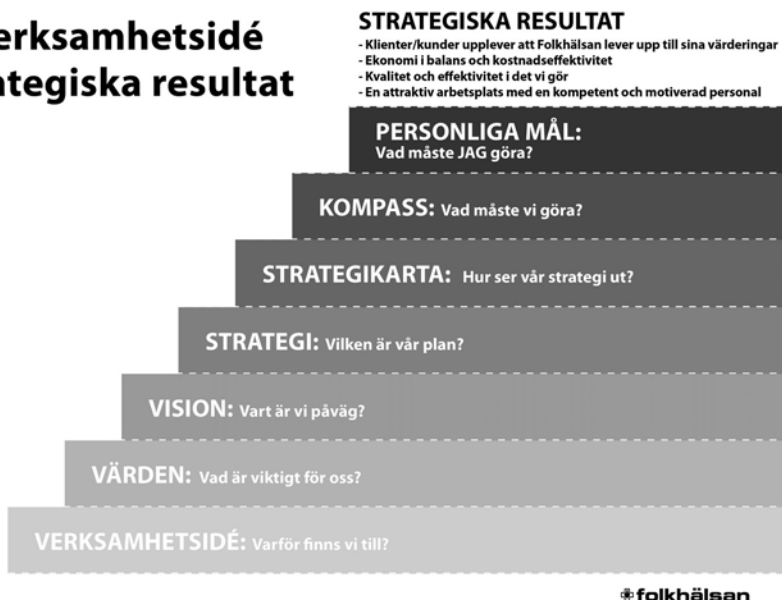 erksamhetsidé
ategiska resultat
STRATEGISKA RESULTAT
- Klienter/kunder upplever att Folkhälsan lever upp till sina värderingar
- Ekonomi i balans och kostnadseffektivitet
- Kvalitet och effektivitet i det vi gör
- En attraktiv arbetsplats med en kompetent och motiverad personal
PERSONLIGA MÅL:
Vad måste JAG göra?
KOMPASS: Vad måste vi göra?
STRATEGIKARTA: Hur ser vår strategi ut?
STRATEGI: Vilken är vår plan?
VISION: Vart är vi påväg?
VÄRDEN: Vad är viktigt för oss?
VERKSAMHETSIDÉ: Varför finns vi till?
folkhälsan